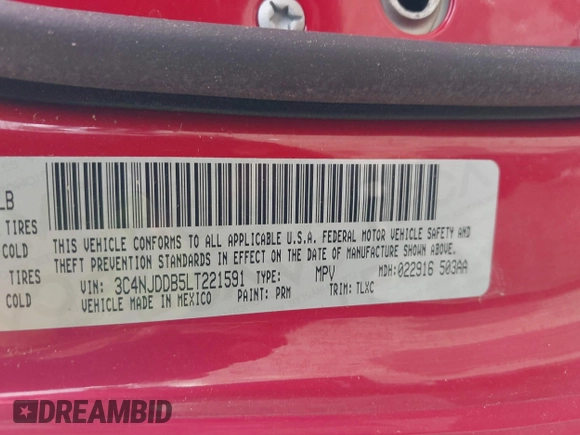 LB
TIRES
COLD
TIRES
COLD
THIS VEHICLE CONFORMS TO ALL APPLICABLE U.S.A. FEDERAL MOTOR VEHICLE SAFETY AND
THEFT PREVENTION STANDARDS IN EFFECT ON THE DATE OF MANUFACTURE SHOWN ABOVE.
VIN: 3C4NJDDB5LT221591 TYPE: MPV MDH:022916 503AA
VEHICLE MADE IN MEXICO PAINT: PRM TRIM: TLXC
DREAMBID